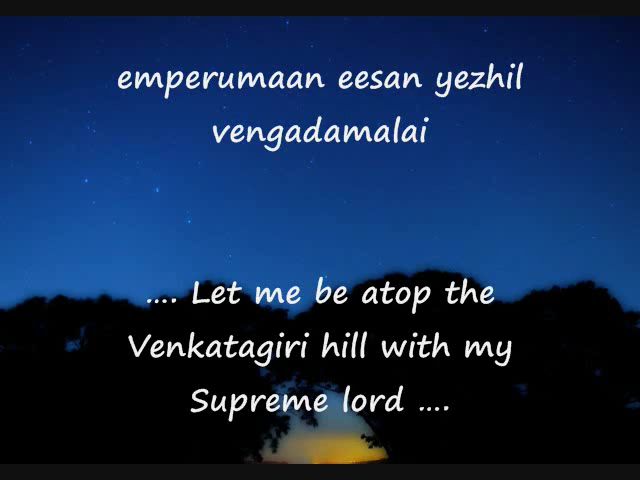 emperumaan eesan yezhil
vengadamalai
.... Let me be atop the
Venkatagiri hill with my
Supreme lord ....